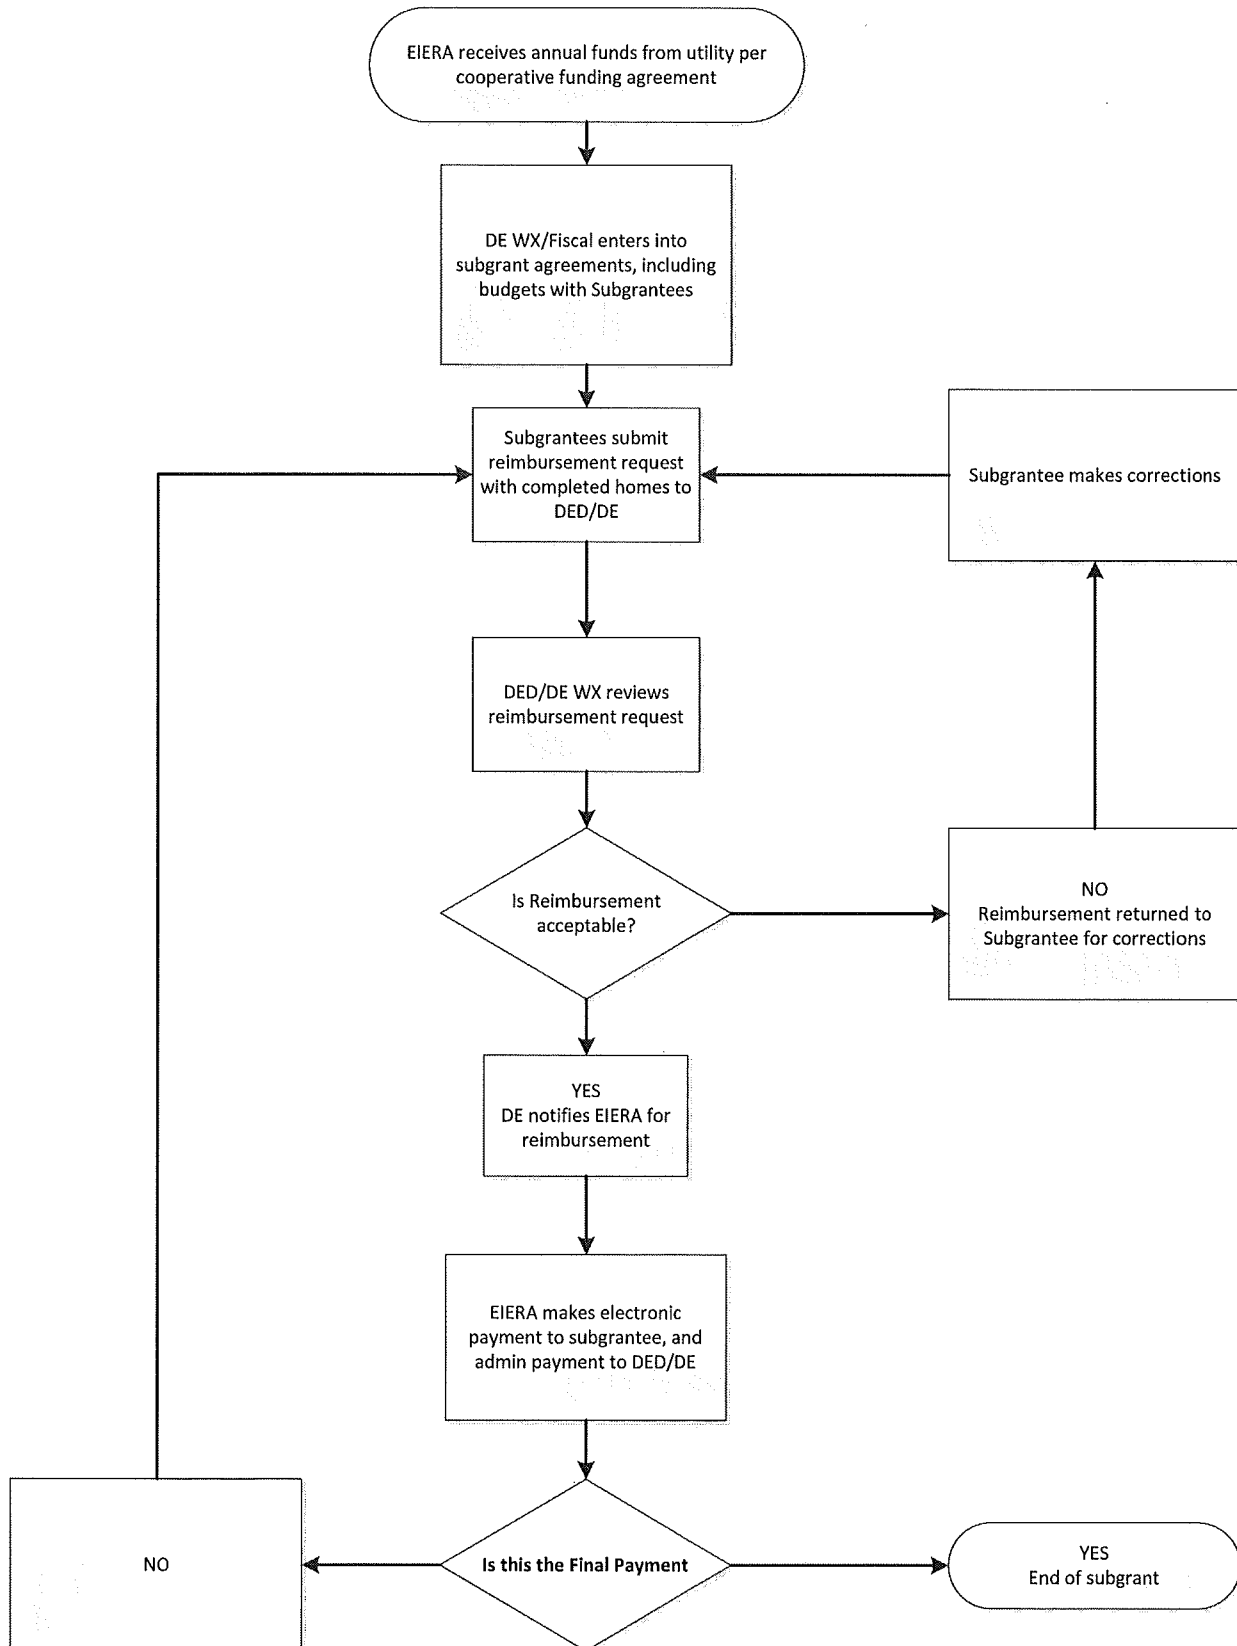 EIERA receives annual funds from utility per
cooperative funding agreement
DE WX/Fiscal enters into
subgrant agreements, including
budgets with Subgrantees
Subgrantees submit
reimbursement request
with completed homes to
DED/DE
Subgrantee makes corrections
DED/DE WX reviews
reimbursement request
Is Reimbursement
acceptable?
NO
Reimbursement returned to
Subgrantee for corrections
YES
DE notifies EIERA for
reimbursement
EIERA makes electronic
payment to subgrantee, and
admin payment to DED/DE
NO
Is this the Final Payment
YES
End of subgrant